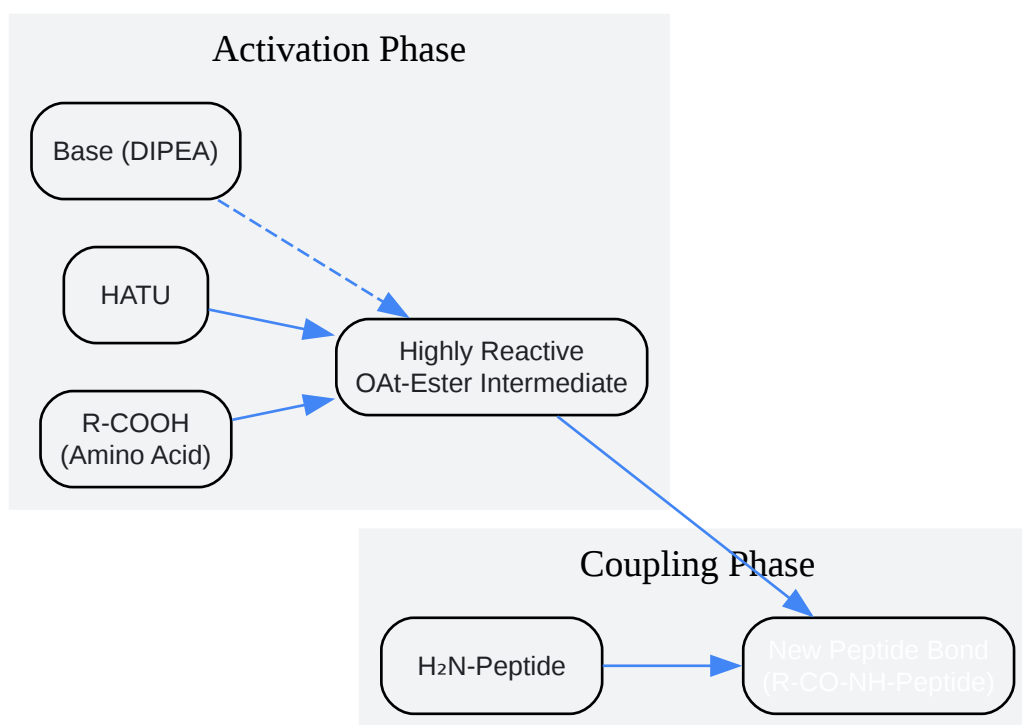 Activation Phase
Base (DIPEA)
HATU
R-COOH
(Amino Acid)
Highly Reactive
OAt-Ester Intermediate
Coupling Phase
H₂N-Peptide
New Peptide Bond
(R-CO-NH-Peptide)